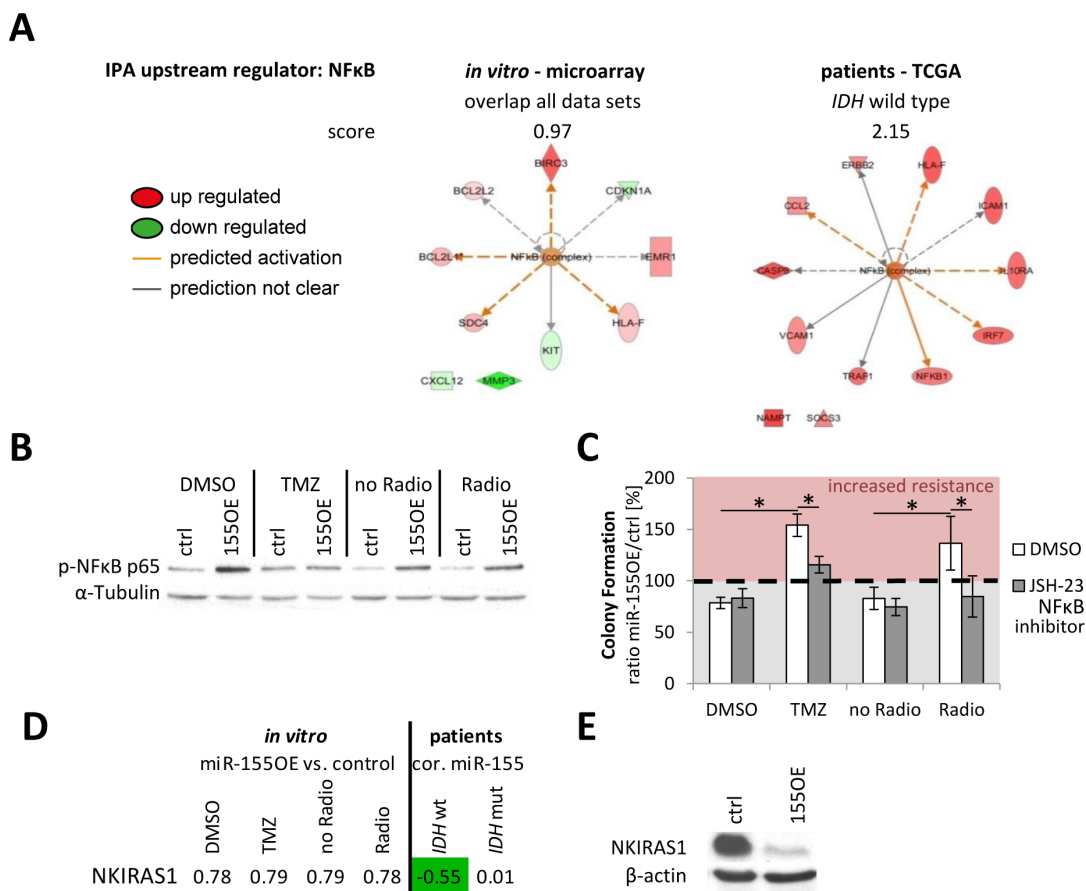 A
IPA upstream regulator: NFκB
in vitro - microarray
overlap all data sets
patients - TCGA
IDH wild type
score
0.97
2.15
up regulated
down regulated
predicted activation
prediction not clear
BIRC3
BCL2L2
CDKN1A
BCL2L1*
NFkB (complex)
EMR1
SDC4
HLA-F
KIT
CXCL12
MMP3
ERBB2
HLA-F
CCL2
ICAM1
CASP8
NFkB (complex)
IL10RA
VCAM1
IRF7
TRAF1
NFKB1
NAMPT
SOCS3
B
DMSO
TMZ
no Radio
Radio
ctrl
155OE
ctrl
155OE
ctrl
155OE
ctrl
155OE
p-NFκB p65
α-Tubulin
C
Colony Formation
ratio miR-155OE/ctrl [%]
200
150
100
50
0
increased resistance
*
*
*
*
DMSO
TMZ
no Radio
Radio
DMSO
JSH-23
NFκB
inhibitor
D
in vitro
patients
miR-155OE vs. control
cor. miR-155
DMSO
TMZ
no Radio
Radio
IDH wt
IDH mut
NKIRAS1 0.78 0.79 0.79 0.78 -0.55 0.01
E
ctrl
155OE
NKIRAS1
β-actin